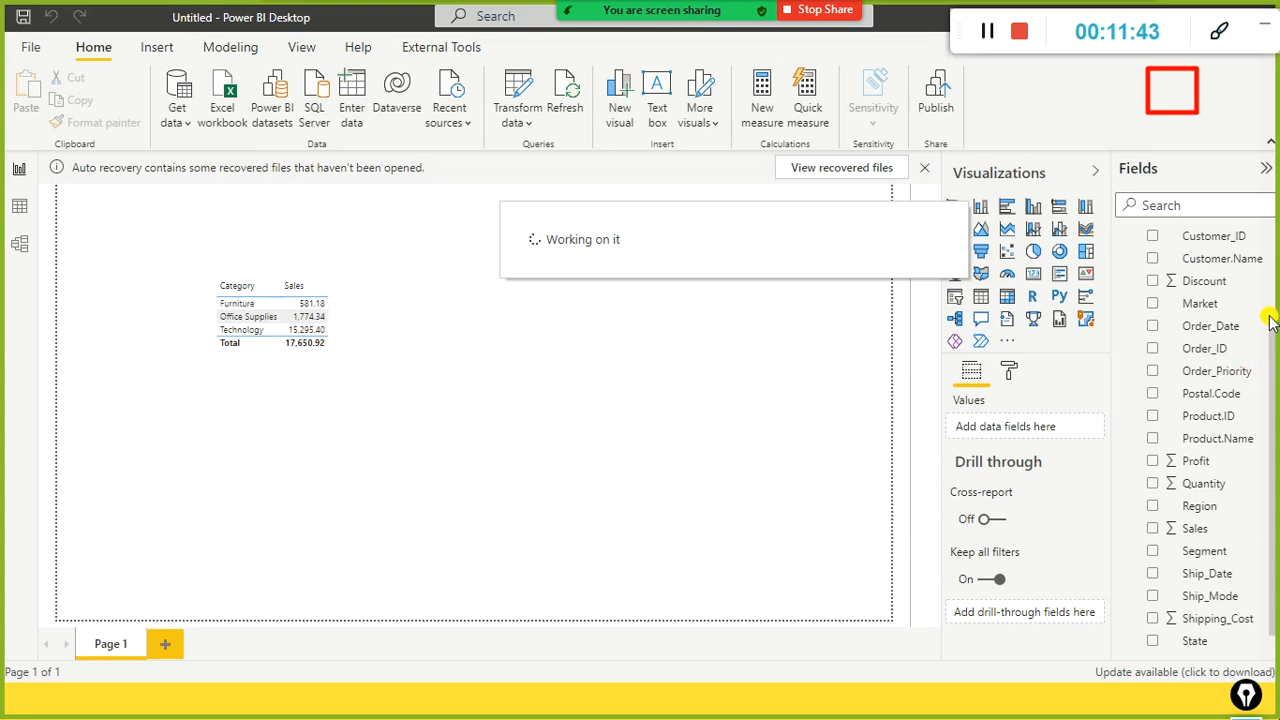 Untitled - Power BI Desktop
Search
You are screen sharing
Stop Share
00:11:43
File
Home
Insert
Modeling
View
Help
External Tools
Paste
Cut
Copy
Format painter
Clipboard
Get data
Excel workbook
Power BI datasets
SQL Server
Enter data
Dataverse
Recent sources
Data
Transform data
Refresh
Queries
New visual
Text box
More visuals
Insert
New measure
Quick measure
Calculations
Sensitivity
Sensitivity
Publish
Share
Auto recovery contains some recovered files that haven't been opened.
View recovered files
Working on it
Category Sales
Furniture 581.18
Office Supplies 1,774.34
Technology 15,295.40
Total 17,650.92
Visualizations
R
Py
Values
Add data fields here
Drill through
Cross-report
Off
Keep all filters
On
Add drill-through fields here
Fields
Search
Customer_ID
Customer.Name
Discount
Market
Order_Date
Order_ID
Order_Priority
Postal.Code
Product.ID
Product.Name
Profit
Quantity
Region
Sales
Segment
Ship_Date
Ship_Mode
Shipping_Cost
State
Page 1
Page 1 of 1
Update available (click to download)